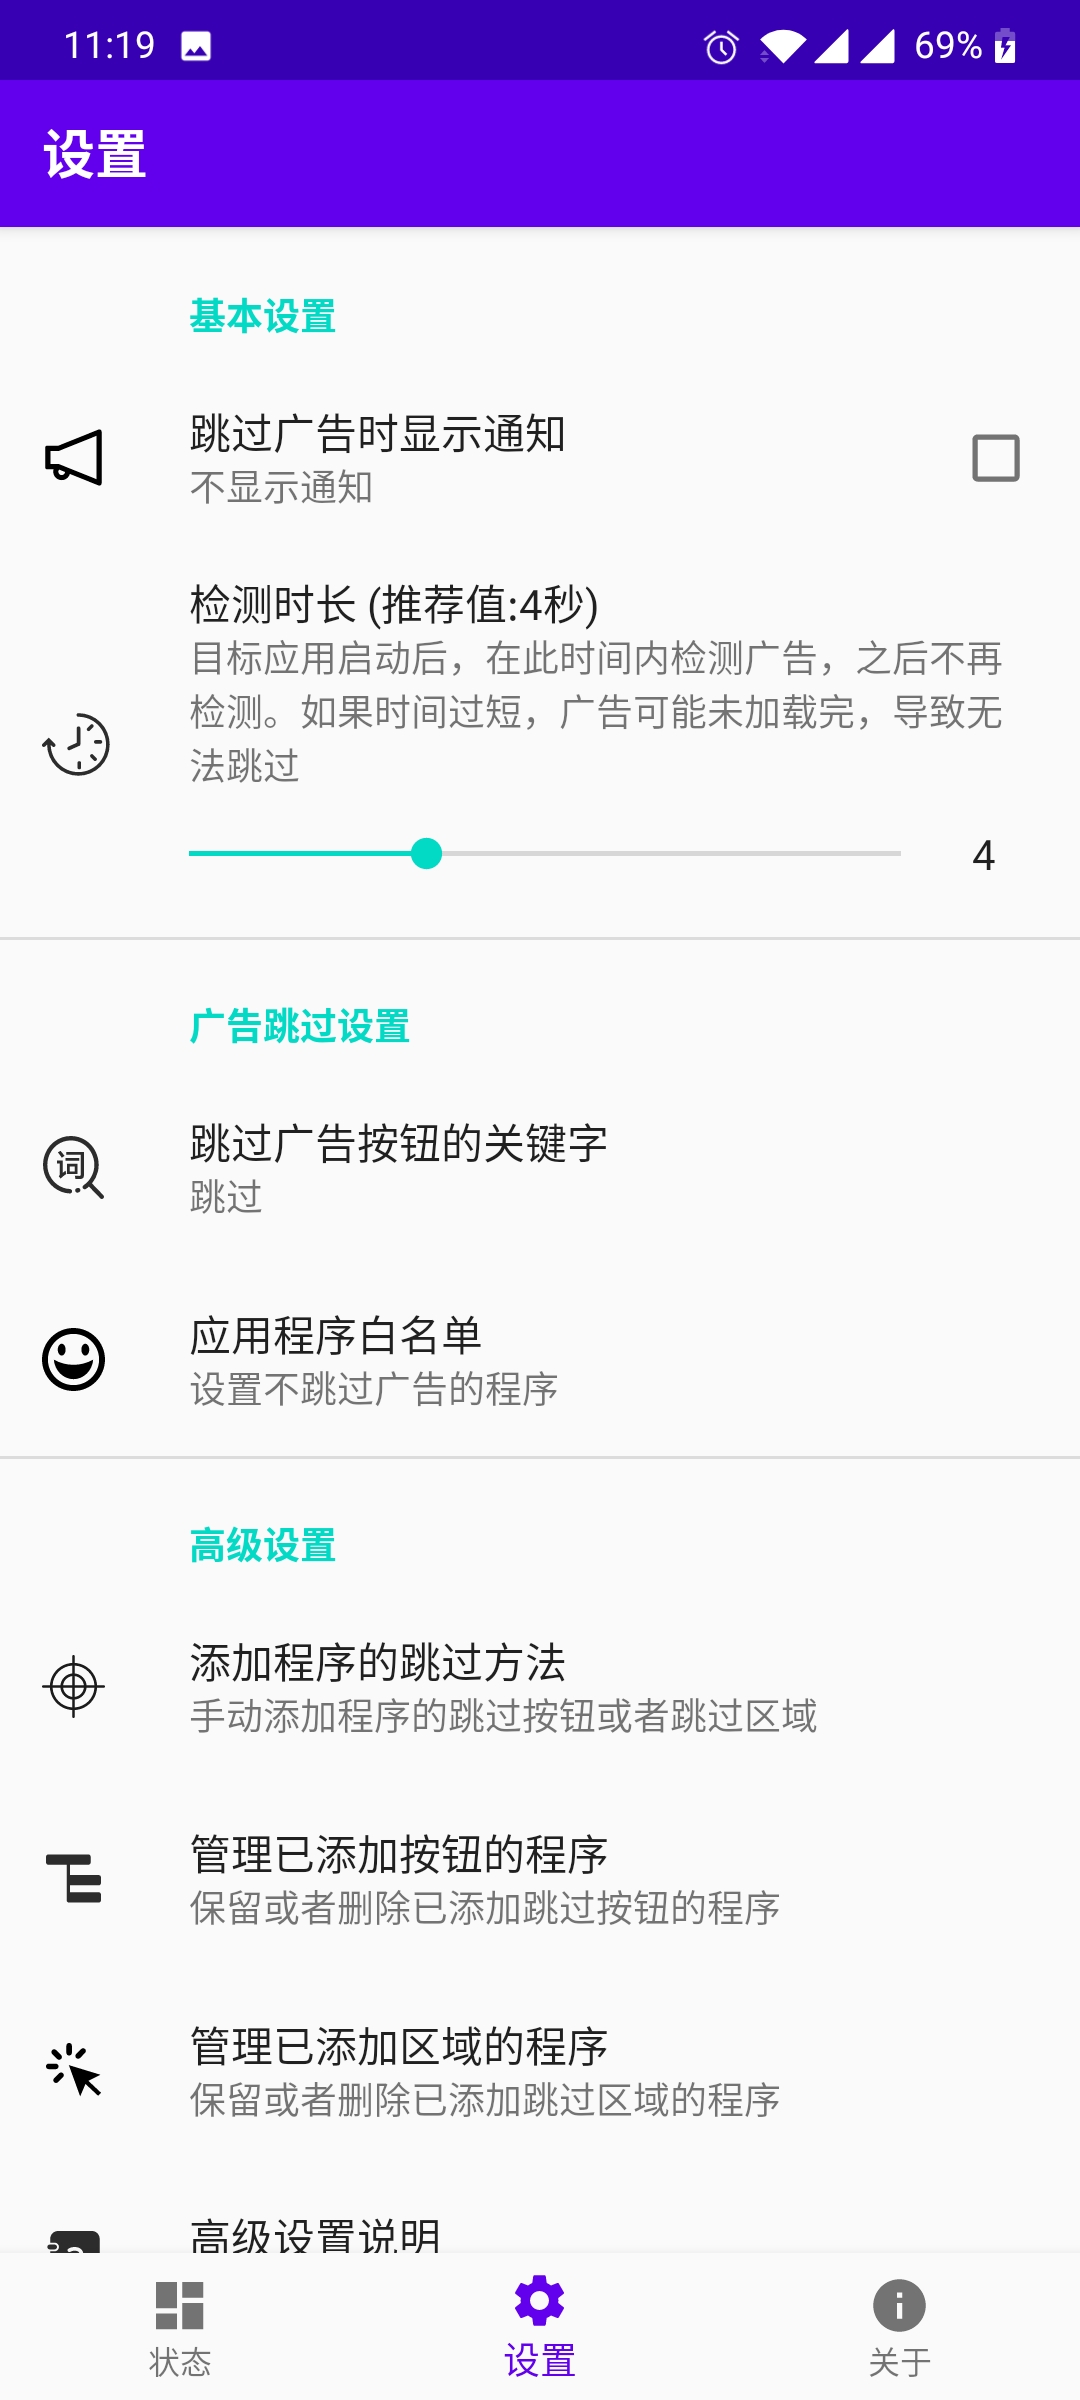 11:19
69%
设置
基本设置
跳过广告时显示通知
不显示通知
检测时长 (推荐值:4秒)
目标应用启动后，在此时间内检测广告，之后不再
检测。如果时间过短，广告可能未加载完，导致无
法跳过
4
广告跳过设置
词
跳过广告按钮的关键字
跳过
应用程序白名单
设置不跳过广告的程序
高级设置
添加程序的跳过方法
手动添加程序的跳过按钮或者跳过区域
管理已添加按钮的程序
保留或者删除已添加跳过按钮的程序
管理已添加区域的程序
保留或者删除已添加跳过区域的程序
高级设置说明
状态
设置
关于